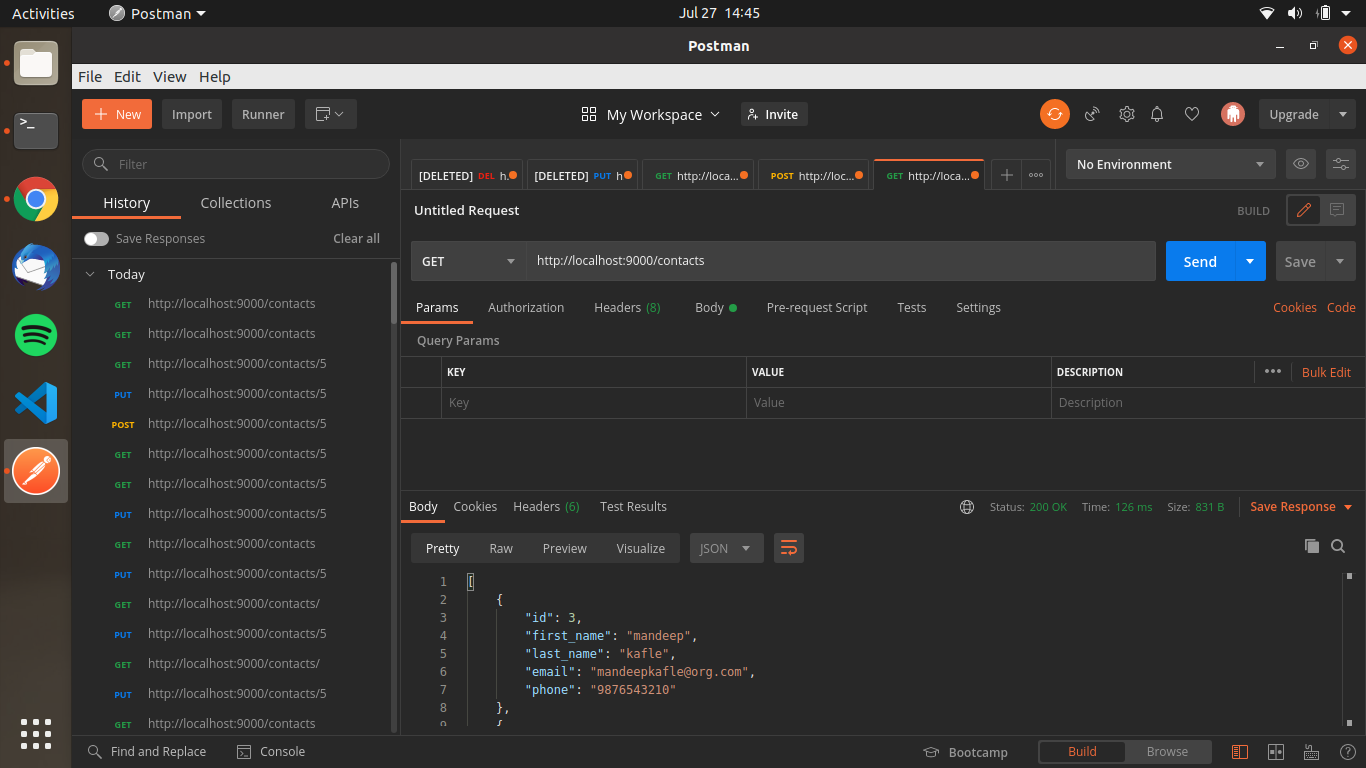 Activities Postman Jul 27 14:45
Postman
File Edit View Help
New Import Runner My Workspace Invite Upgrade
Filter
[DELETED] DEL h. [DELETED] PUT h GET http://loca... POST http://loc... GET http://loca... No Environment
History Collections APIs
Untitled Request BUILD
Save Responses Clear all
GET http://localhost:9000/contacts Send Save
Today
GET http://localhost:9000/contacts
GET http://localhost:9000/contacts
GET http://localhost:9000/contacts/5
PUT http://localhost:9000/contacts/5
POST http://localhost:9000/contacts/5
GET http://localhost:9000/contacts/5
GET http://localhost:9000/contacts/5
PUT http://localhost:9000/contacts/5
GET http://localhost:9000/contacts
PUT http://localhost:9000/contacts/5
GET http://localhost:9000/contacts/
PUT http://localhost:9000/contacts/5
GET http://localhost:9000/contacts/
PUT http://localhost:9000/contacts/5
GET http://localhost:9000/contacts
Params Authorization Headers (8) Body Pre-request Script Tests Settings Cookies Code
Query Params
KEY VALUE DESCRIPTION ••• Bulk Edit
Key Value Description
Body Cookies Headers (6) Test Results Status: 200 OK Time: 126 ms Size: 831 B Save Response
Pretty Raw Preview Visualize JSON
1 [
2 {
3 "id": 3,
4 "first_name": "mandeep",
5 "last_name": "kafle",
6 "email": "mandeepkafle@org.com",
7 "phone": "9876543210"
8 },
9 {
Find and Replace Console Bootcamp Build Browse